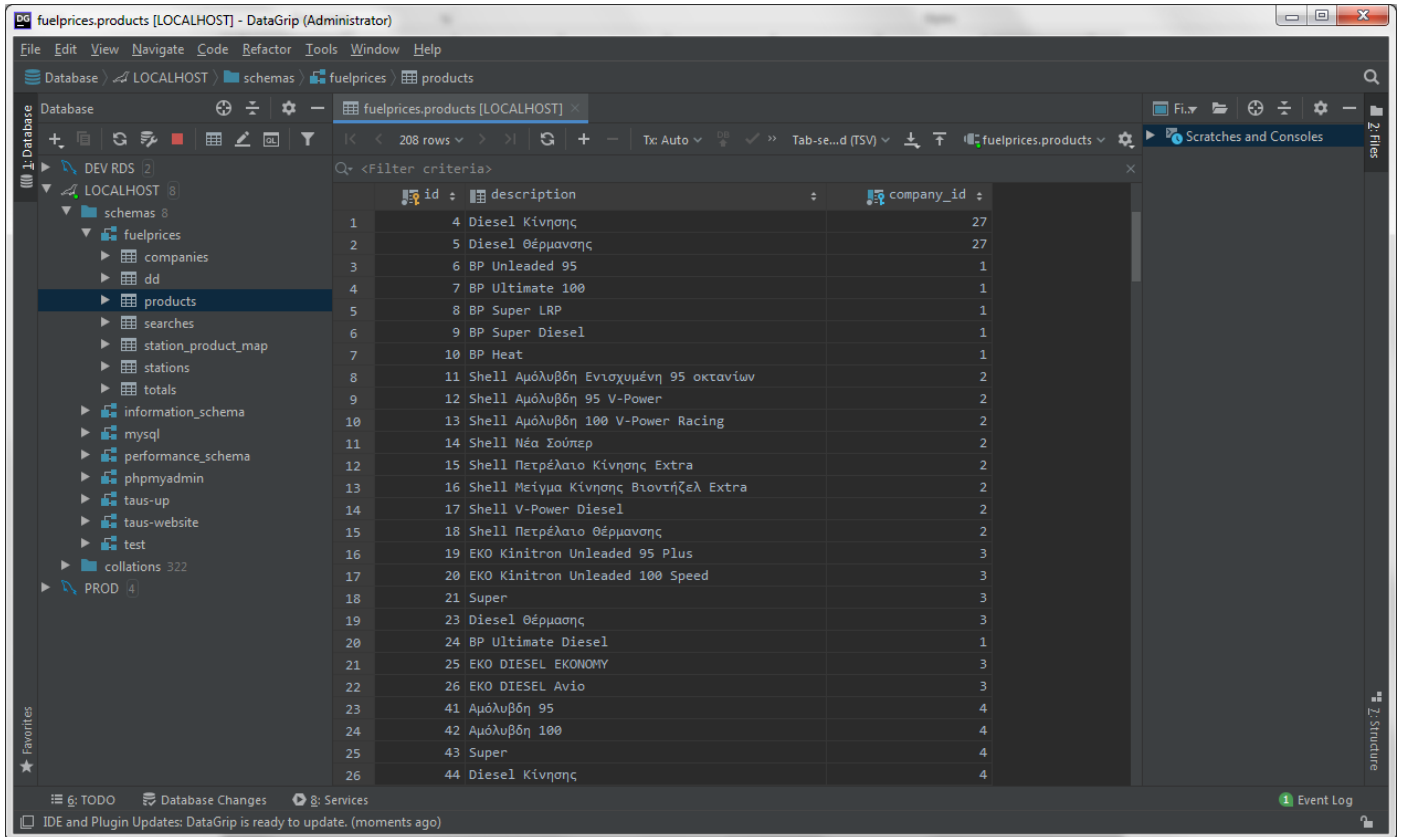 fuelprices.products [LOCALHOST] - DataGrip (Administrator)
File Edit View Navigate Code Refactor Tools Window Help
Database LOCALHOST schemas fuelprices products
1: Database
Favorites
Database
DEV RDS 2
LOCALHOST 8
schemas 8
fuelprices
companies
dd
products
searches
station_product_map
stations
totals
information_schema
mysql
performance_schema
phpmyadmin
taus-up
taus-website
test
collations 322
PROD 4
fuelprices.products [LOCALHOST]
208 rows Tx: Auto DB Tab-se...d (TSV) fuelprices.products
<Filter criteria>
id description company_id
1 4 Diesel Κίνησης 27
2 5 Diesel Θέρμανσης 27
3 6 BP Unleaded 95 1
4 7 BP Ultimate 100 1
5 8 BP Super LRP 1
6 9 BP Super Diesel 1
7 10 BP Heat 1
8 11 Shell Αμόλυβδη Ενισχυμένη 95 οκτανίων 2
9 12 Shell Αμόλυβδη 95 V-Power 2
10 13 Shell Αμόλυβδη 100 V-Power Racing 2
11 14 Shell Νέα Σούπερ 2
12 15 Shell Πετρέλαιο Κίνησης Extra 2
13 16 Shell Μείγμα Κίνησης Βιοντήζελ Extra 2
14 17 Shell V-Power Diesel 2
15 18 Shell Πετρέλαιο Θέρμανσης 2
16 19 EKO Kinitron Unleaded 95 Plus 3
17 20 EKO Kinitron Unleaded 100 Speed 3
18 21 Super 3
19 23 Diesel Θέρμασης 3
20 24 BP Ultimate Diesel 1
21 25 EKO DIESEL EKONOMY 3
22 26 EKO DIESEL Avio 3
23 41 Αμόλυβδη 95 4
24 42 Αμόλυβδη 100 4
25 43 Super 4
26 44 Diesel Κίνησης 4
Fi..
Scratches and Consoles
2: Files
7: Structure
6: TODO Database Changes 8: Services 1 Event Log
IDE and Plugin Updates: DataGrip is ready to update. (moments ago)